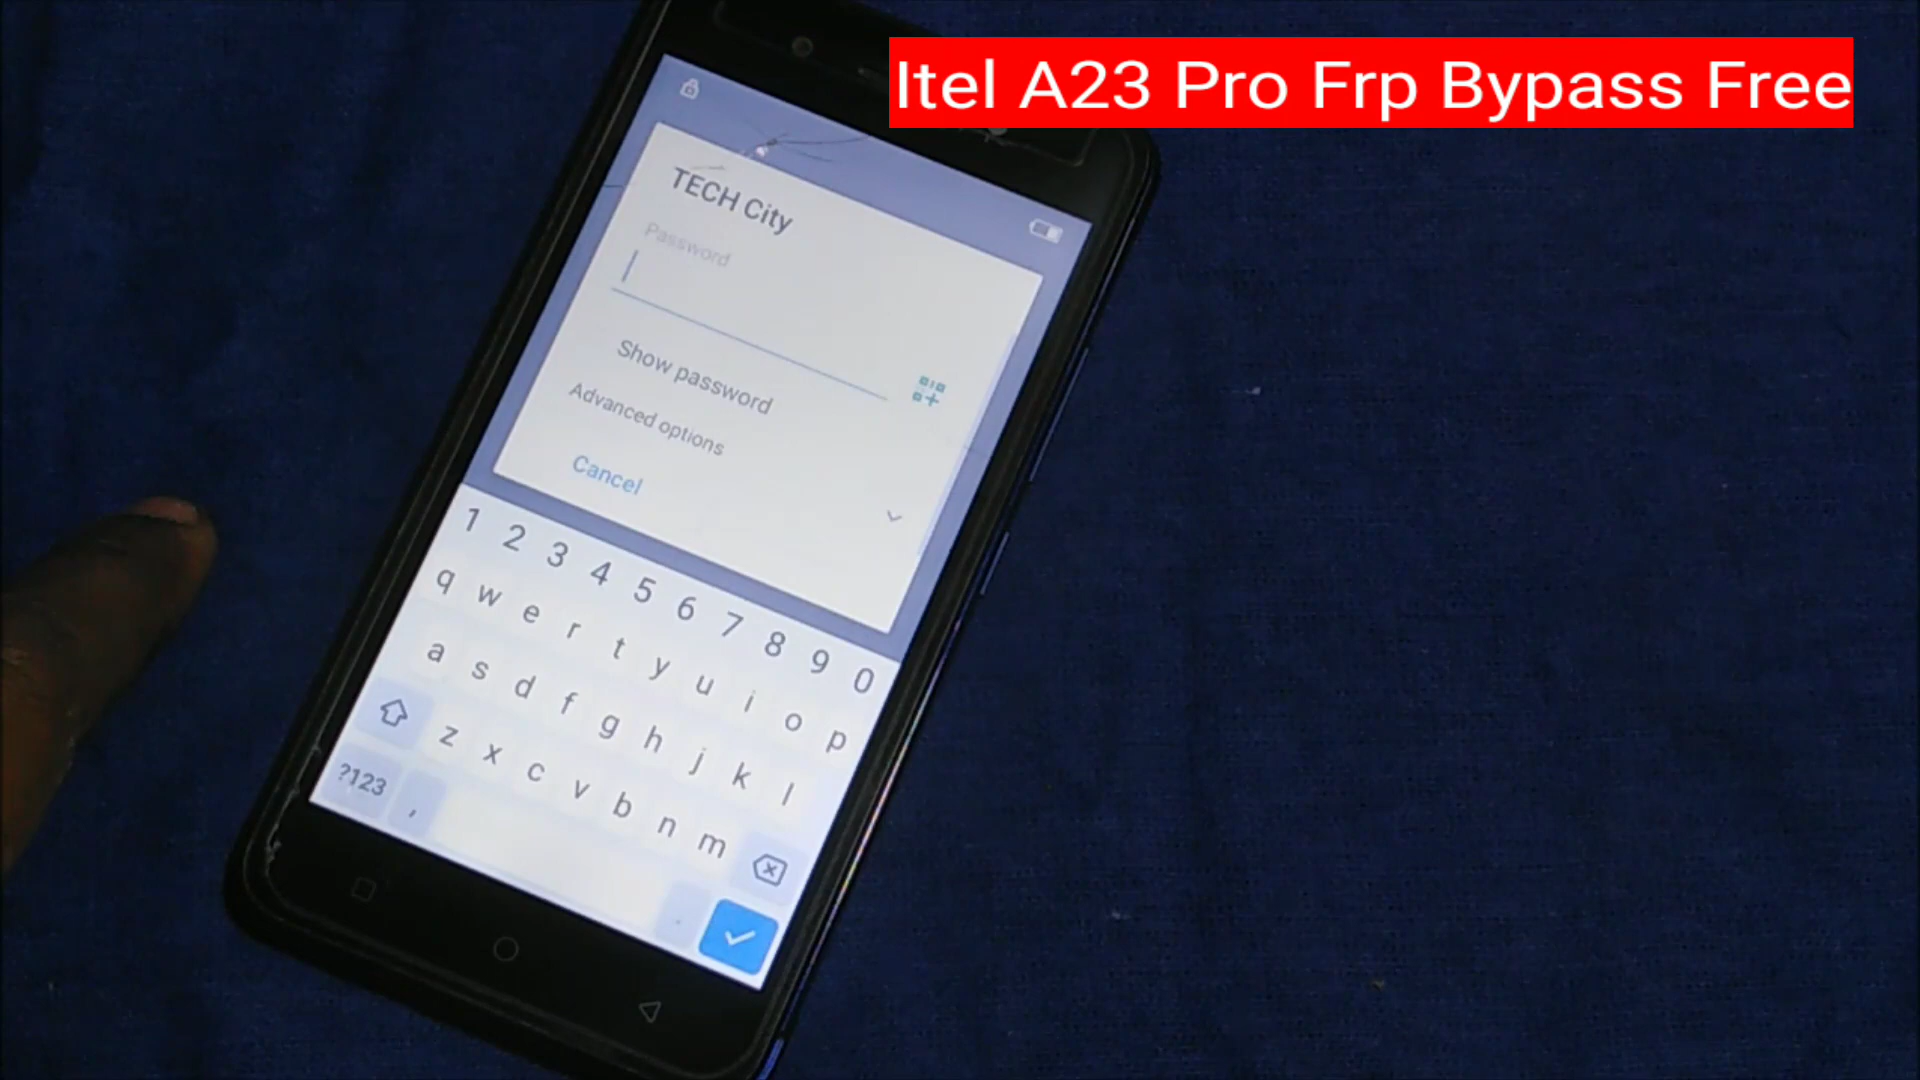 Itel A23 Pro Frp Bypass Free
TECH City
Password
Show password
Advanced options
Cancel
1 2 3 4 5 6 7 8 9 0
q w e r t y u i o p
a s d f g h j k l
z x c v b n m
?123 , .